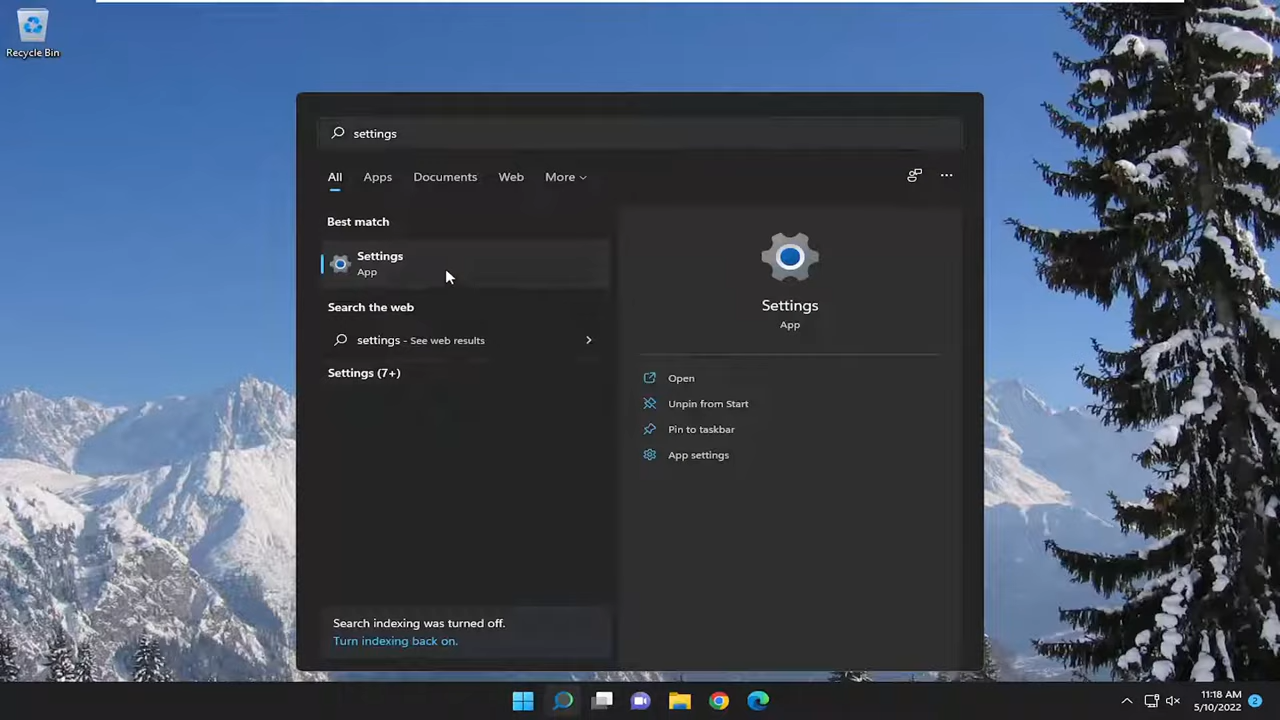 Recycle Bin
settings
All Apps Documents Web More
Best match
Settings
App
Search the web
settings - See web results
Settings (7+)
Settings
App
Open
Unpin from Start
Pin to taskbar
App settings
Search indexing was turned off.
Turn indexing back on.
11:18 AM
5/10/2022
2